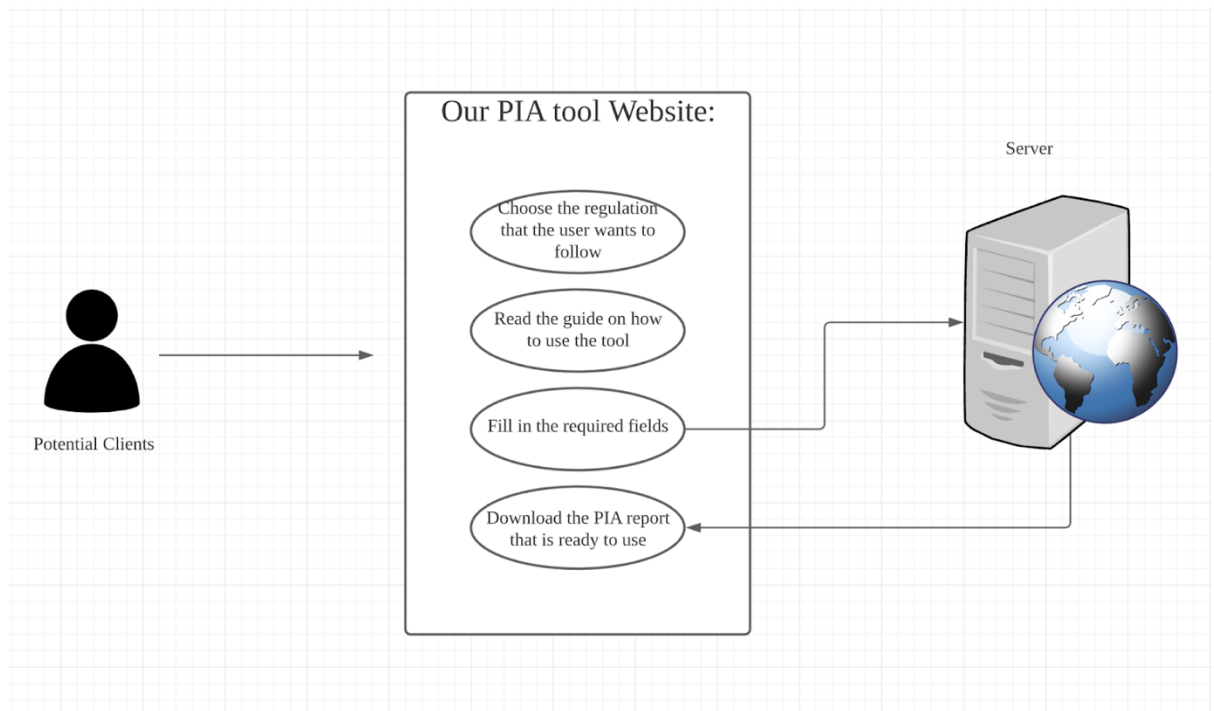 Our PIA tool Website:
Server
Choose the regulation
that the user wants to
follow
Read the guide on how
to use the tool
Fill in the required fields
Potential Clients
Download the PIA report
that is ready to use